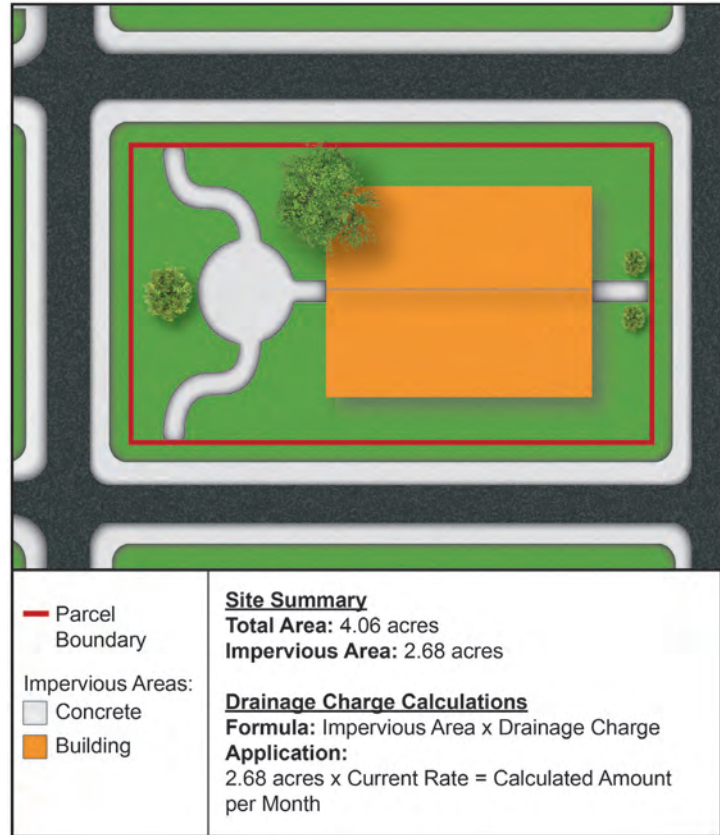 Parcel
Boundary
Impervious Areas:
Concrete
Building
Site Summary
Total Area: 4.06 acres
Impervious Area: 2.68 acres
Drainage Charge Calculations
Formula: Impervious Area x Drainage Charge
Application:
2.68 acres x Current Rate = Calculated Amount
per Month